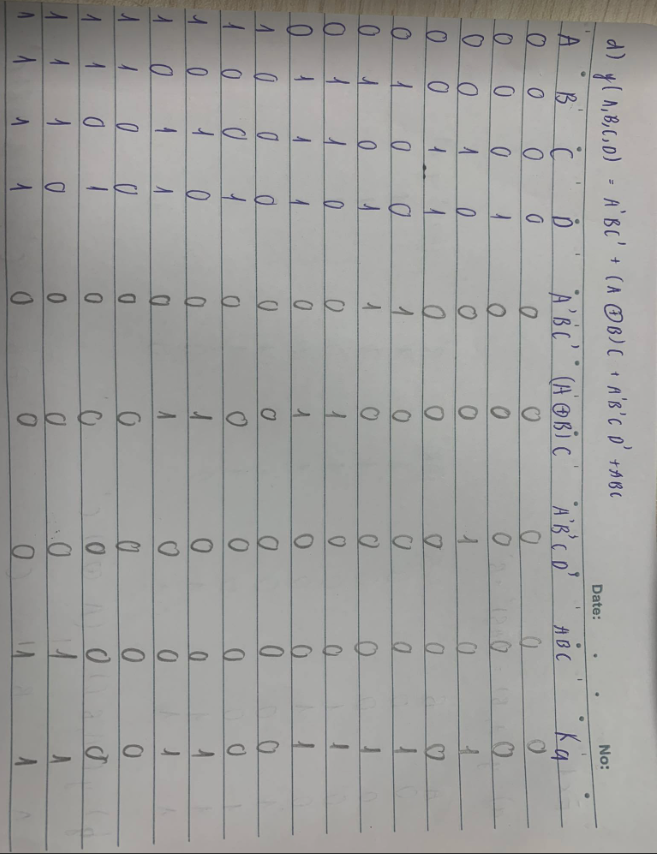 Date: No:
d) y(A,B,C,D) = A'BC' + (A⊕B)C + A'B'CD' + ABC
A B C D A'BC' (A⊕B)C A'B'CD' ABC Kq
0 0 0 0 0 0 0 0 0
0 0 0 1 0 0 0 0 0
0 0 1 0 0 0 1 0 1
0 0 1 1 0 0 0 0 0
0 1 0 0 1 0 0 0 1
0 1 0 1 1 0 0 0 1
0 1 1 0 0 1 0 0 1
0 1 1 1 0 1 0 0 1
1 0 0 0 0 0 0 0 0
1 0 0 1 0 0 0 0 0
1 0 1 0 0 1 0 0 1
1 0 1 1 0 1 0 0 1
1 1 0 0 0 0 0 0 0
1 1 0 1 0 0 0 0 0
1 1 1 0 0 0 0 1 1
1 1 1 1 0 0 0 1 1